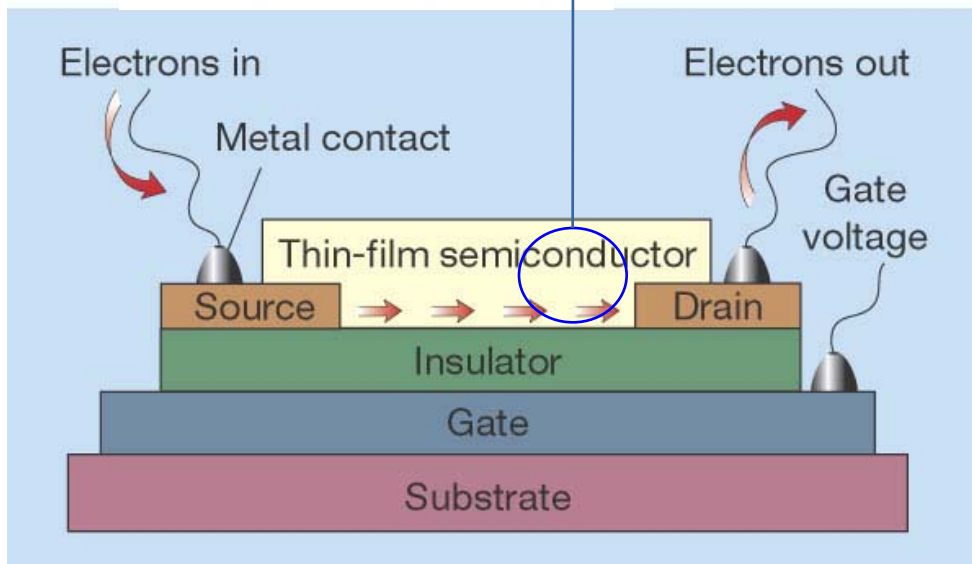 Electrons in
Electrons out
Metal contact
Gate
voltage
Thin-film semiconductor
Source
Drain
Insulator
Gate
Substrate